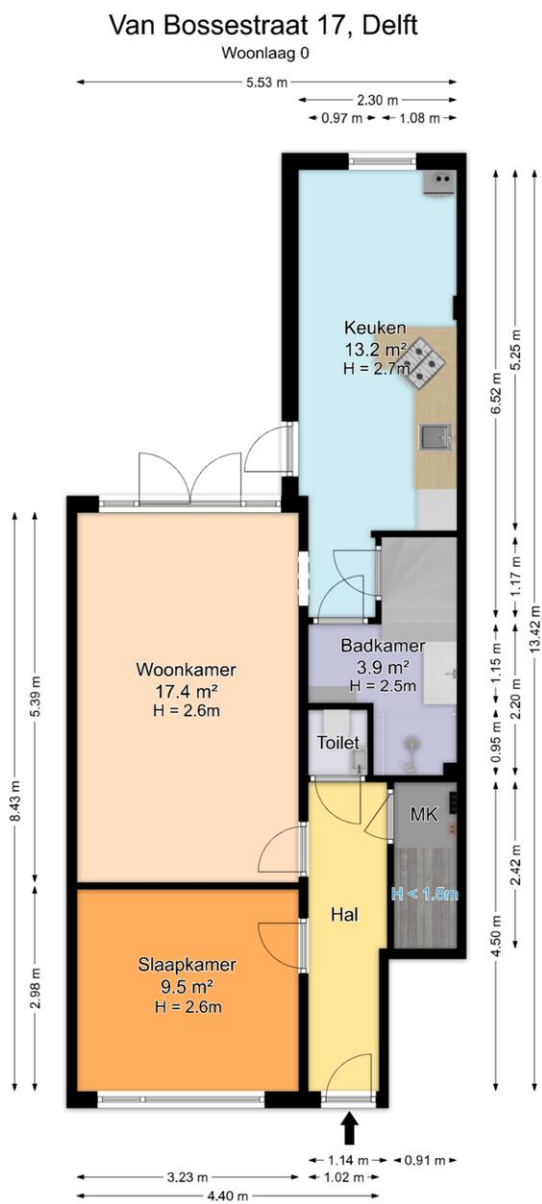 Van Bossestraat 17, Delft
Woonlaag 0
5.53 m
2.30 m
0.97 m
1.08 m
Keuken
13.2 m²
H = 2.7m
6.52 m
5.25 m
13.42 m
1.17 m
Woonkamer
17.4 m²
H = 2.6m
5.39 m
8.43 m
Badkamer
3.9 m²
H = 2.5m
1.15 m
2.20 m
0.95 m
Toilet
MK
H < 1.5m
Hal
2.42 m
4.50 m
Slaapkamer
9.5 m²
H = 2.6m
2.98 m
1.14 m
0.91 m
3.23 m
1.02 m
4.40 m